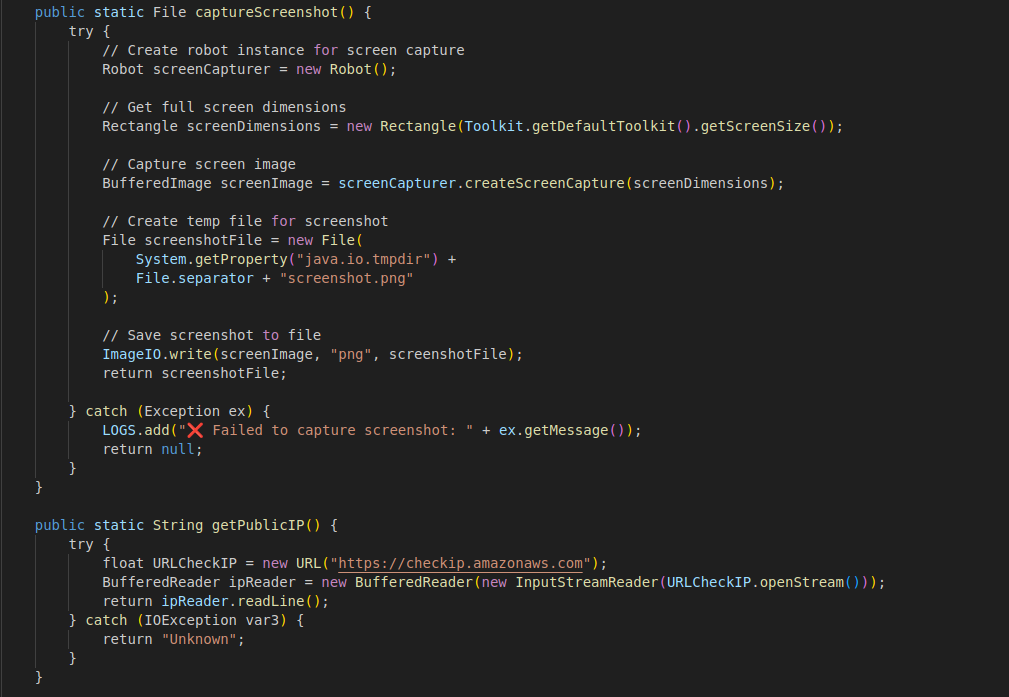 public static File captureScreenshot() {
try {
// Create robot instance for screen capture
Robot screenCapturer = new Robot();
// Get full screen dimensions
Rectangle screenDimensions = new Rectangle(Toolkit.getDefaultToolkit().getScreenSize());
// Capture screen image
BufferedImage screenImage = screenCapturer.createScreenCapture(screenDimensions);
// Create temp file for screenshot
File screenshotFile = new File(
System.getProperty("java.io.tmpdir") +
File.separator + "screenshot.png"
);
// Save screenshot to file
ImageIO.write(screenImage, "png", screenshotFile);
return screenshotFile;
} catch (Exception ex) {
LOGS.add("❌ Failed to capture screenshot: " + ex.getMessage());
return null;
}
}
public static String getPublicIP() {
try {
float URLCheckIP = new URL("https://checkip.amazonaws.com");
BufferedReader ipReader = new BufferedReader(new InputStreamReader(URLCheckIP.openStream()));
return ipReader.readLine();
} catch (IOException var3) {
return "Unknown";
}
}